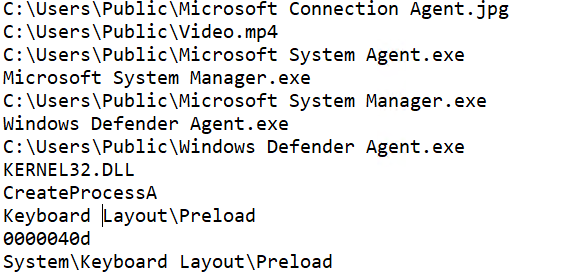 C:\Users\Public\Microsoft Connection Agent.jpg
C:\Users\Public\Video.mp4
C:\Users\Public\Microsoft System Agent.exe
Microsoft System Manager.exe
C:\Users\Public\Microsoft System Manager.exe
Windows Defender Agent.exe
C:\Users\Public\Windows Defender Agent.exe
KERNEL32.DLL
CreateProcessA
Keyboard Layout\Preload
0000040d
System\Keyboard Layout\Preload